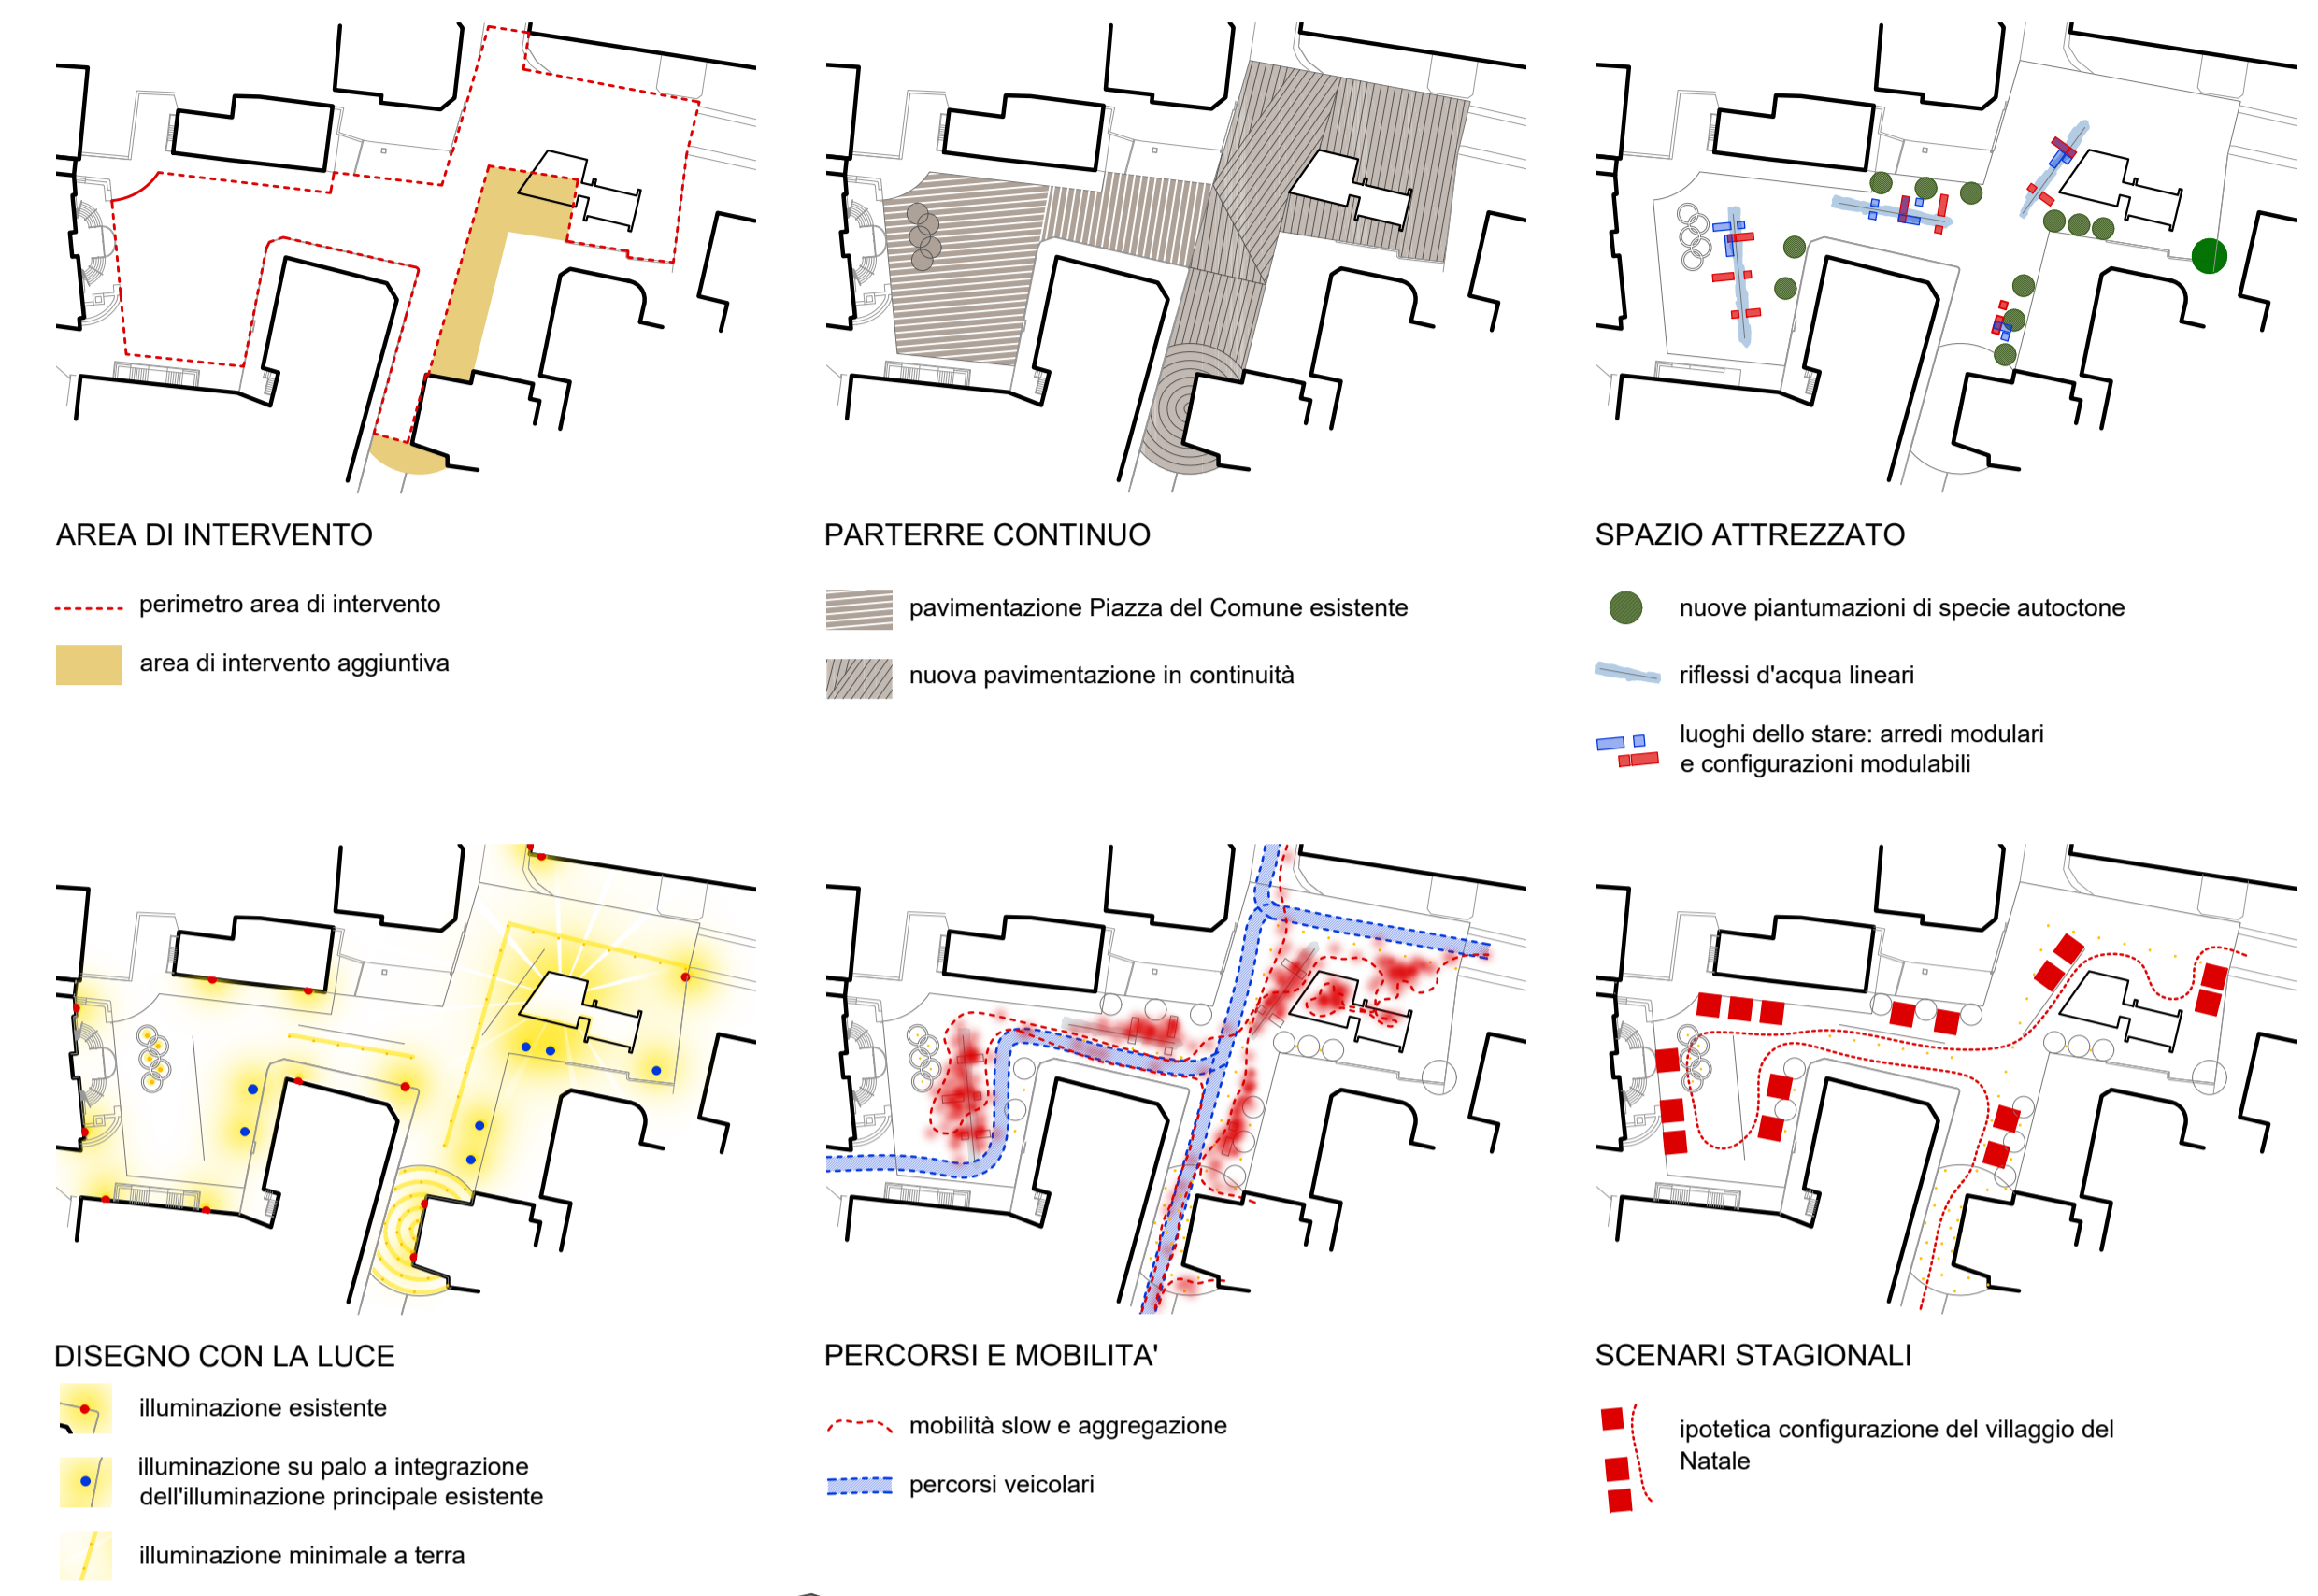 AREA DI INTERVENTO
perimetro area di intervento
area di intervento aggiuntiva
PARTERRE CONTINUO
pavimentazione Piazza del Comune esistente
nuova pavimentazione in continuità
SPAZIO ATTREZZATO
nuove piantumazioni di specie autoctone
riflessi d'acqua lineari
luoghi dello stare: arredi modulari
e configurazioni modulabili
DISEGNO CON LA LUCE
illuminazione esistente
illuminazione su palo a integrazione
dell'illuminazione principale esistente
illuminazione minimale a terra
PERCORSI E MOBILITA'
mobilità slow e aggregazione
percorsi veicolari
SCENARI STAGIONALI
ipotetica configurazione del villaggio del
Natale